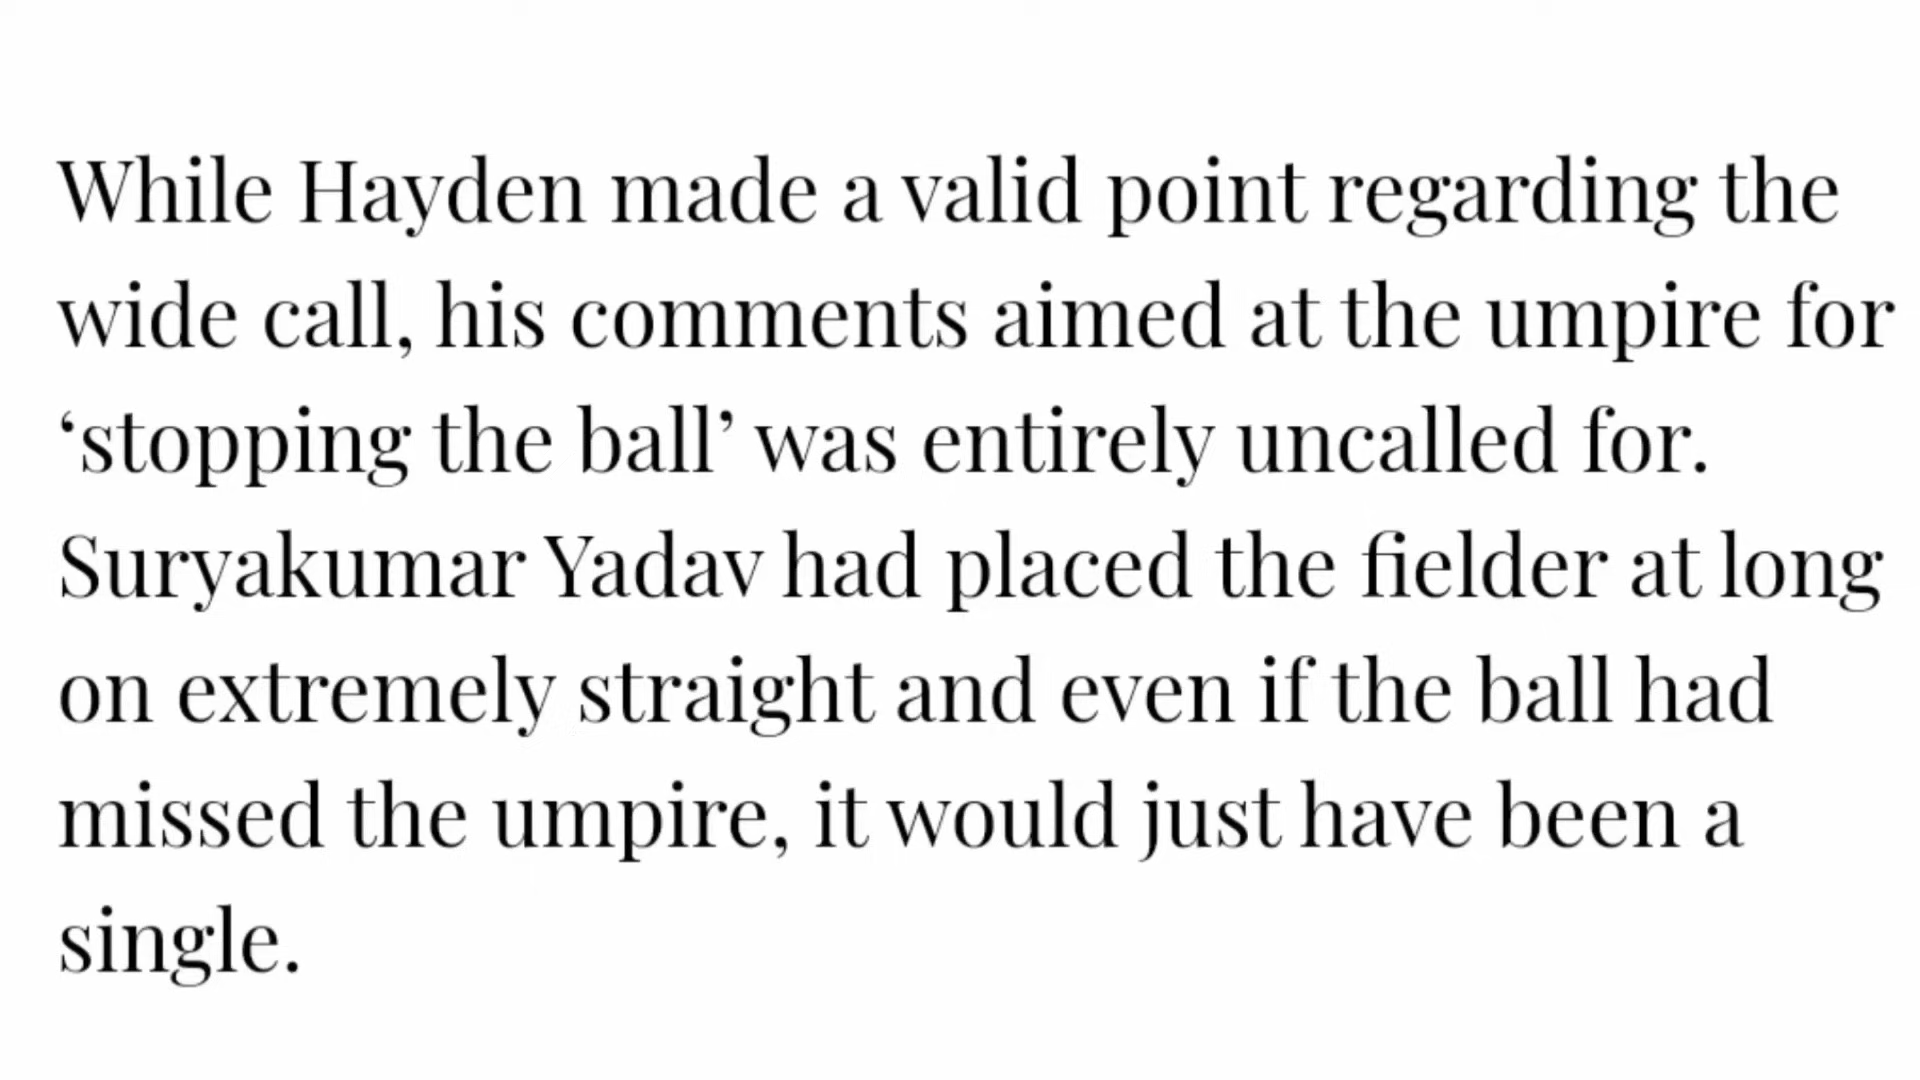 While Hayden made a valid point regarding the
wide call, his comments aimed at the umpire for
‘stopping the ball’ was entirely uncalled for.
Suryakumar Yadav had placed the fielder at long
on extremely straight and even if the ball had
missed the umpire, it would just have been a
single.